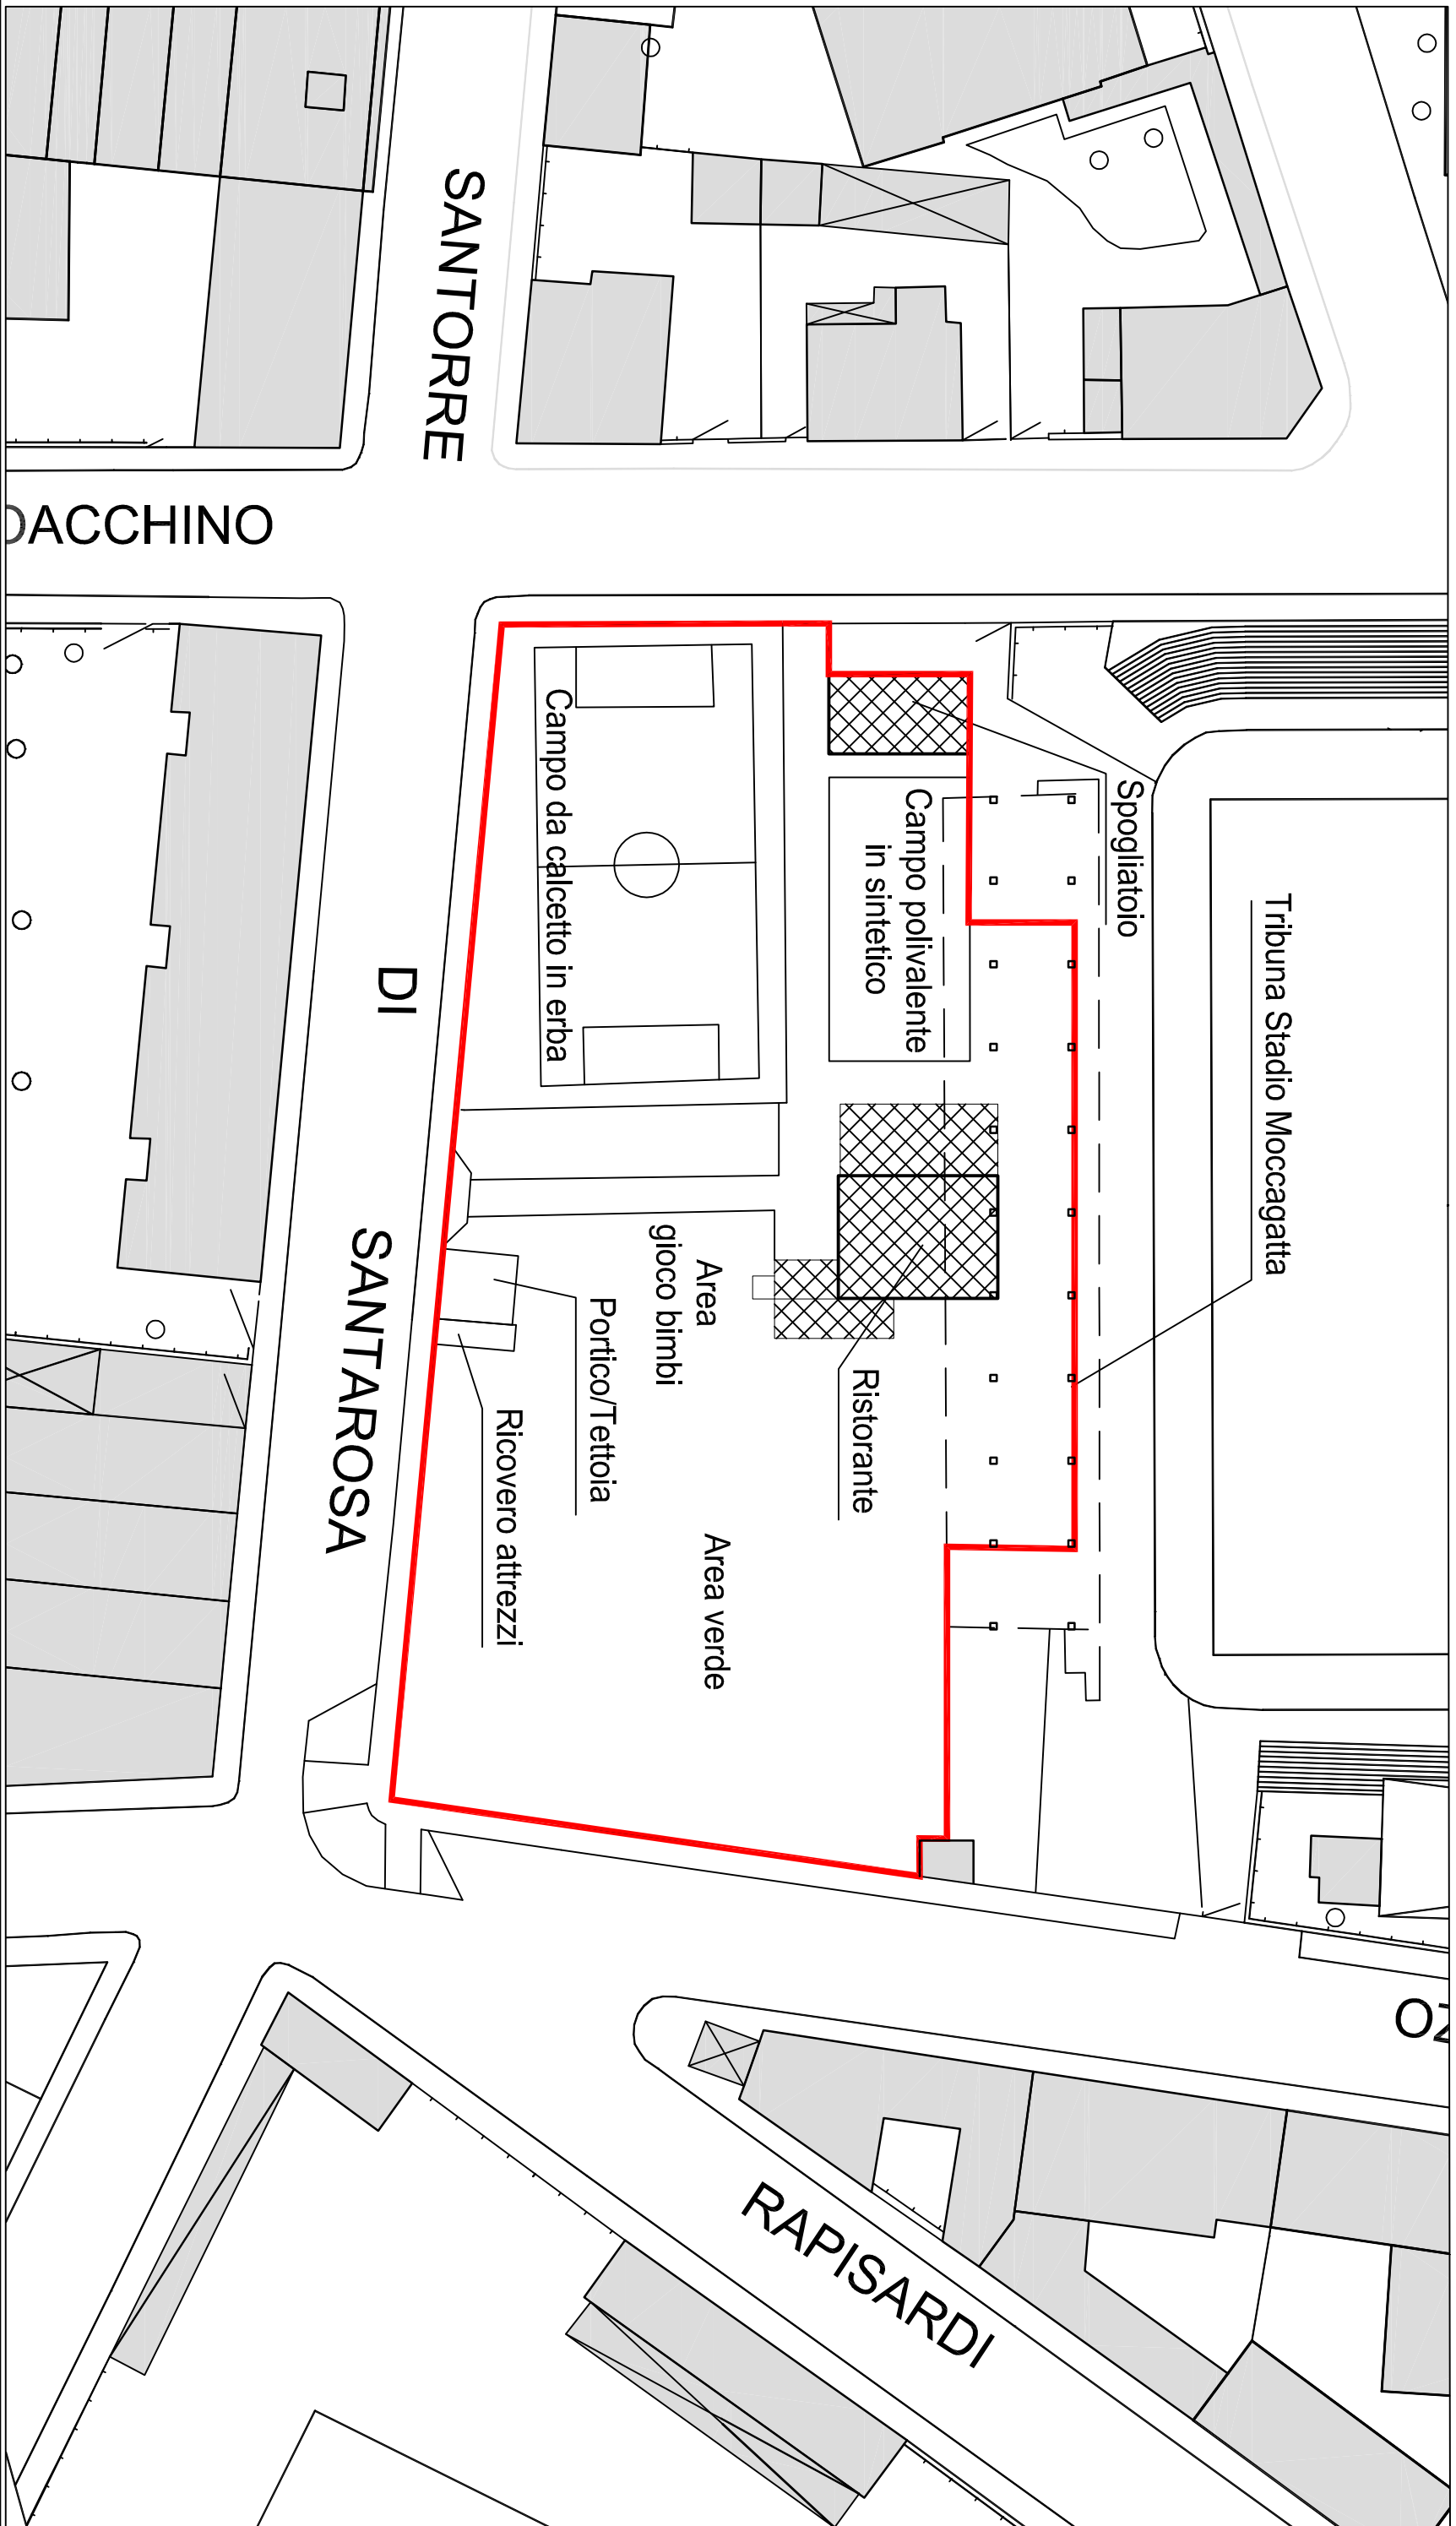 SANTORRE
DACCHINO
DI
SANTAROSA
Campo da calcetto in erba
Campo polivalente
in sintetico
Spogliatoio
Tribuna Stadio Moccagatta
Area
gioco bimbi
Portico/Tettoia
Ricovero attrezzi
Ristorante
Area verde
RAPISARDI